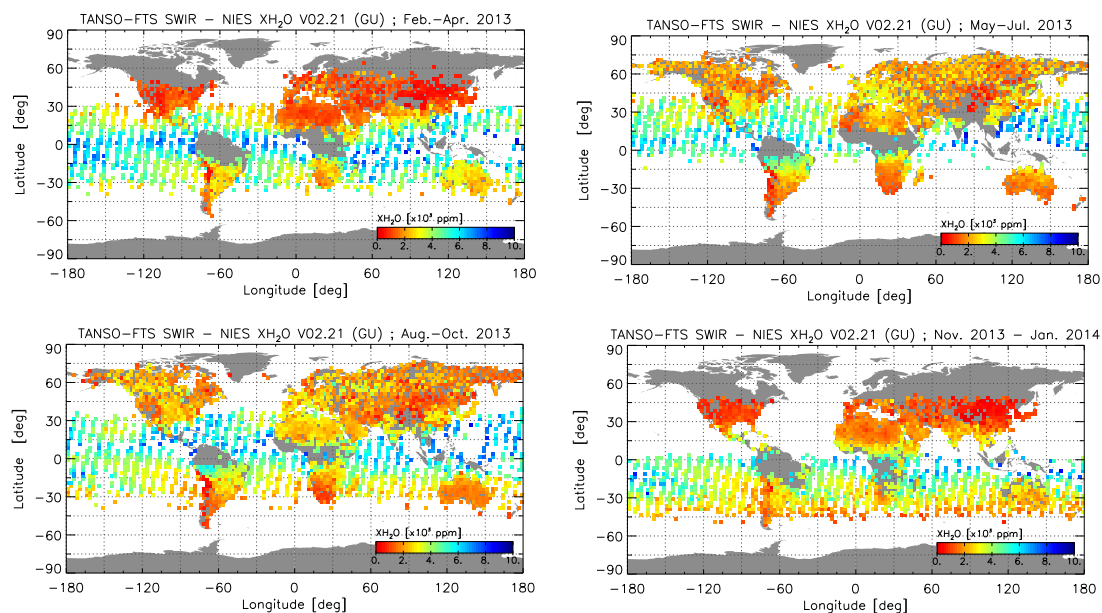 TANSO-FTS SWIR - NIES XH₂O V02.21 (GU) ; Feb.-Apr. 2013
90
60
30
0
-30
-60
-90
Latitude [deg]
XH₂O [x10³ ppm]
0. 2. 4. 6. 8. 10.
-180 -120 -60 0 60 120 180
Longitude [deg]
TANSO-FTS SWIR - NIES XH₂O V02.21 (GU) ; May-Jul. 2013
90
60
30
0
-30
-60
-90
Latitude [deg]
XH₂O [x10³ ppm]
0. 2. 4. 6. 8. 10.
-180 -120 -60 0 60 120 180
Longitude [deg]
TANSO-FTS SWIR - NIES XH₂O V02.21 (GU) ; Aug.-Oct. 2013
90
60
30
0
-30
-60
-90
Latitude [deg]
XH₂O [x10³ ppm]
0. 2. 4. 6. 8. 10.
-180 -120 -60 0 60 120 180
Longitude [deg]
TANSO-FTS SWIR - NIES XH₂O V02.21 (GU) ; Nov. 2013 - Jan. 2014
90
60
30
0
-30
-60
-90
Latitude [deg]
XH₂O [x10³ ppm]
0. 2. 4. 6. 8. 10.
-180 -120 -60 0 60 120 180
Longitude [deg]